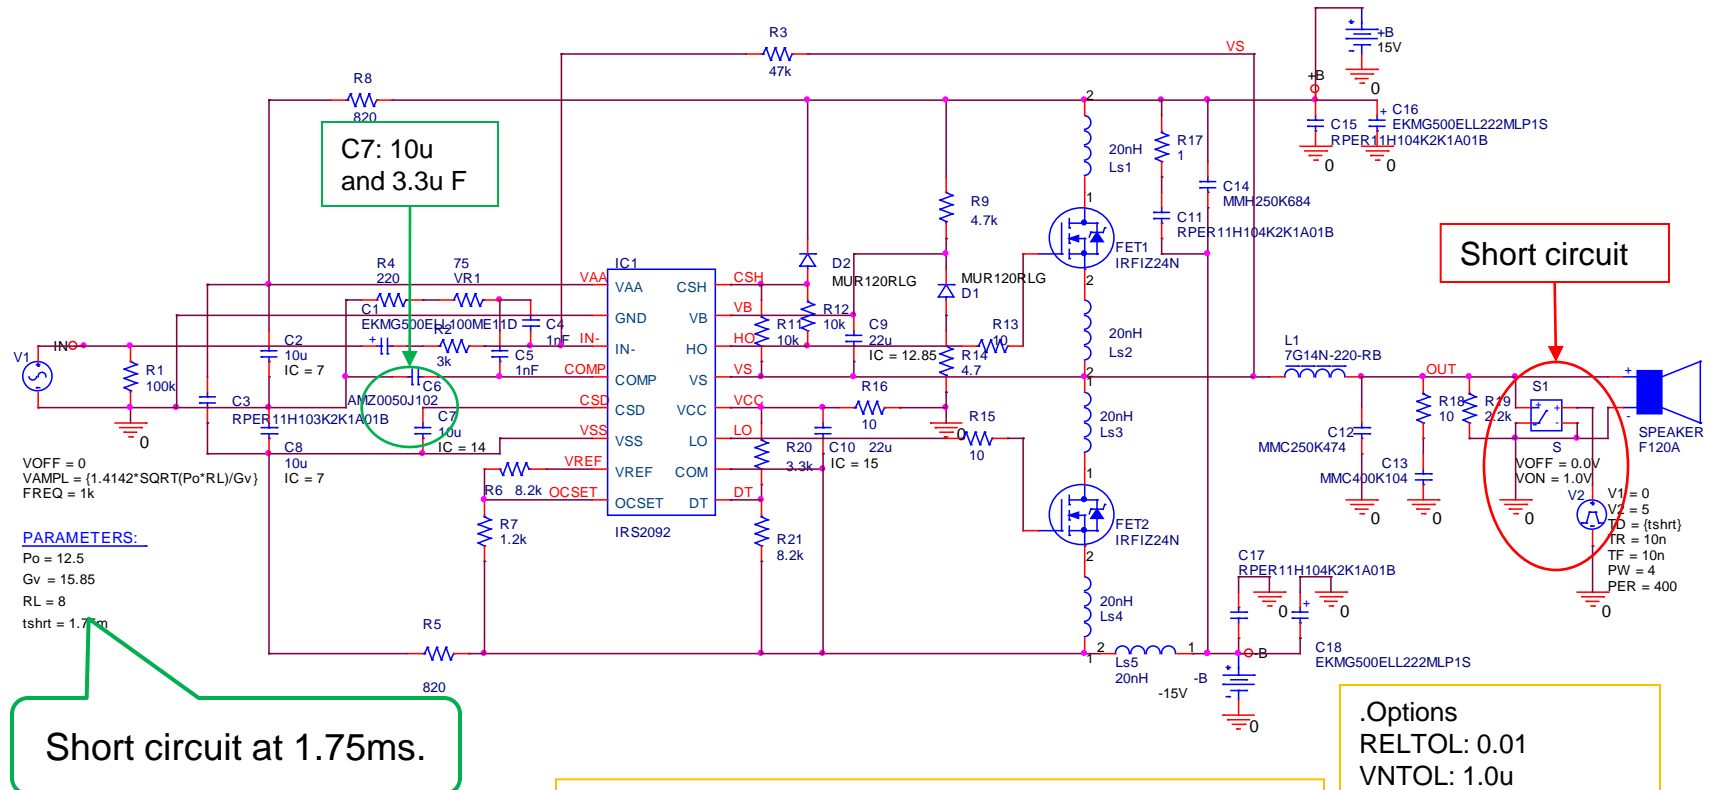 R3
47k
VS
+B
15V
0
R8
820
+B
2
C7: 10u
and 3.3u F
20nH
Ls1
R17
1
C15
RPER11H104K2K1A01B
0
C16
EKMG500ELL222MLP1S
0
C14
MMH250K684
R9
4.7k
1
C11
RPER11H104K2K1A01B
FET1
IRFIZ24N
Short circuit
R4
220
75
VR1
VAA
IC1
VAA
CSH
CSH
D2
MUR120RLG
MUR120RLG
D1
2
C1
EKMG500ELL100ME11D
C4
1nF
GND
VB
VB
R11
10k
R12
10k
C9
22u
IC = 12.85
R13
10
20nH
Ls2
V1
IN
C2
10u
IC = 7
R2
3k
C5
1nF
IN-
IN-
HO
HO
R14
4.7
L1
7G14N-220-RB
R1
100k
COMP
COMP
VS
VS
1
2
OUT
S1
C3
RPER11H103K2K1A01B
C6
AMZ0050J102
CSD
CSD
VCC
VCC
R16
10
20nH
Ls3
R18
10
R19
2.2k
SPEAKER
F120A
0
C7
10u
IC = 14
VSS
VSS
LO
LO
0
R15
10
C12
MMC250K474
S
VOFF = 0.0V
VON = 1.0V
C8
10u
IC = 7
R20
3.3k
C10
22u
IC = 15
C13
MMC400K104
VOFF = 0
VAMPL = {1.4142*SQRT(Po*RL)/Gv}
FREQ = 1k
VREF
VREF
COM
1
R6
8.2k
OCSET
OCSET
DT
DT
0
0
0
V2
V1 = 0
V2 = 5
TD = {tshrt}
TR = 10n
TF = 10n
PW = 4
PER = 400
0
R7
1.2k
IRS2092
R21
8.2k
FET2
IRFIZ24N
2
PARAMETERS:
Po = 12.5
Gv = 15.85
RL = 8
C17
RPER11H104K2K1A01B
0
0
20nH
Ls4
R5
820
1
2
Ls5
20nH
1
-B
C18
EKMG500ELL222MLP1S
-B
-15V
0
Short circuit at 1.75ms.
.Options
RELTOL: 0.01
VNTOL: 1.0u